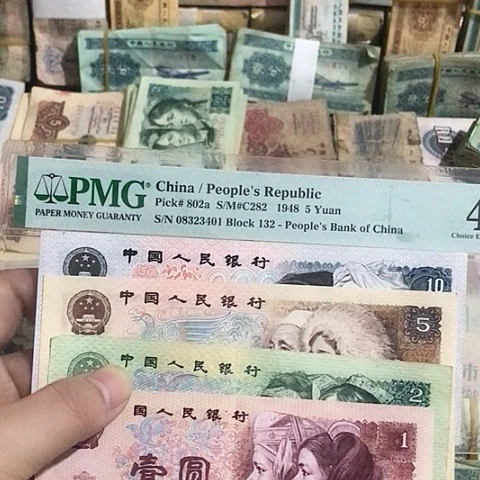 PMG®
PAPER MONEY GUARANTY
China / People's Republic
Pick# 802a S/M#C282 1948 5 Yuan
S/N 08323401 Block 132 - People's Bank of China
4
Choice E
中国人民银行
10
中国人民银行
5
中国人民银行
2
国人民银行
1
壹圆